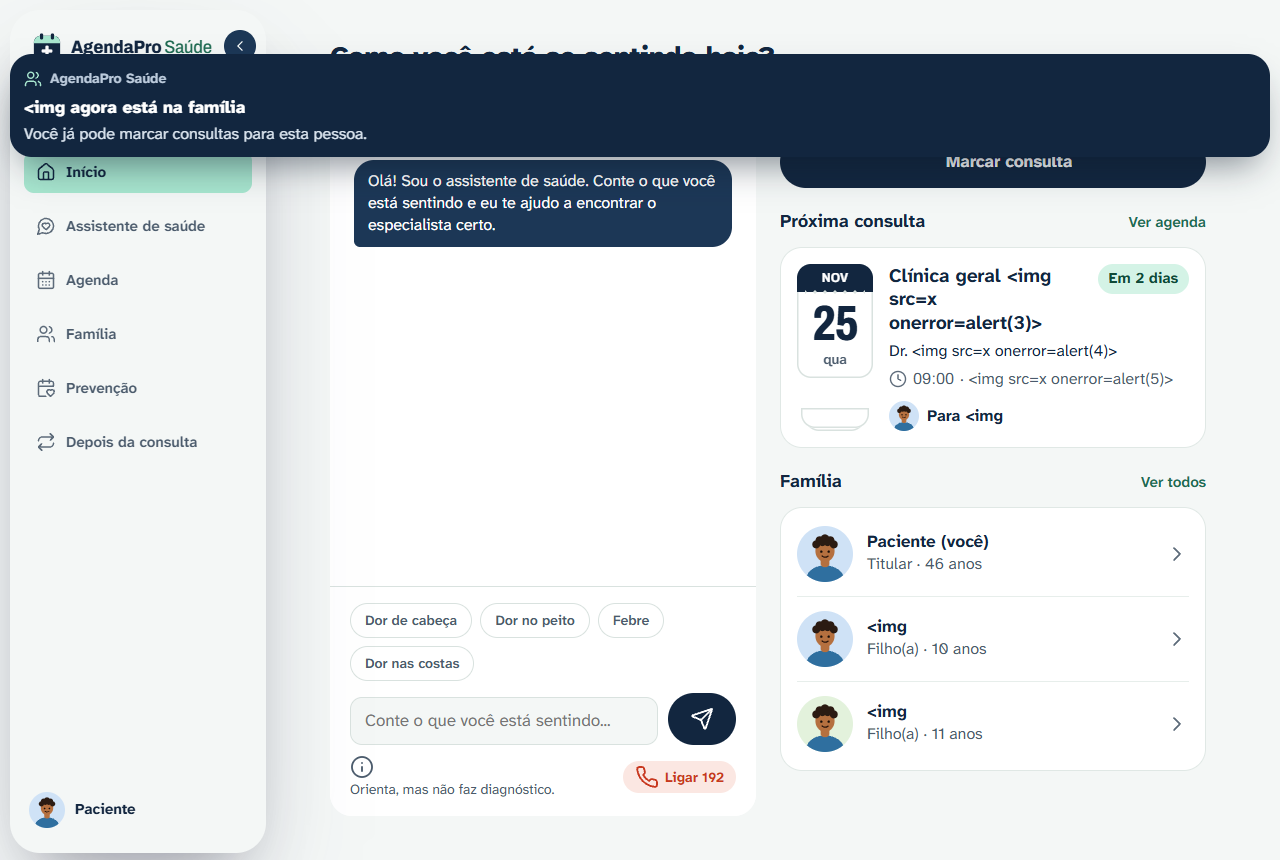 AgendaPro Saúde
Como você está se sentindo hoje?
AgendaPro Saúde
<img agora está na família
Você já pode marcar consultas para esta pessoa.
Início
Assistente de saúde
Agenda
Família
Prevenção
Depois da consulta
Paciente
Olá! Sou o assistente de saúde. Conte o que você
está sentindo e eu te ajudo a encontrar o
especialista certo.
Dor de cabeça
Dor no peito
Febre
Dor nas costas
Conte o que você está sentindo...
Orienta, mas não faz diagnóstico.
Ligar 192
Marcar consulta
Próxima consulta
Ver agenda
NOV
25
qua
Clínica geral <img
src=x
onerror=alert(3)>
Em 2 dias
Dr. <img src=x onerror=alert(4)>
09:00 · <img src=x onerror=alert(5)>
Para <img
Família
Ver todos
Paciente (você)
Titular · 46 anos
<img
Filho(a) · 10 anos
<img
Filho(a) · 11 anos